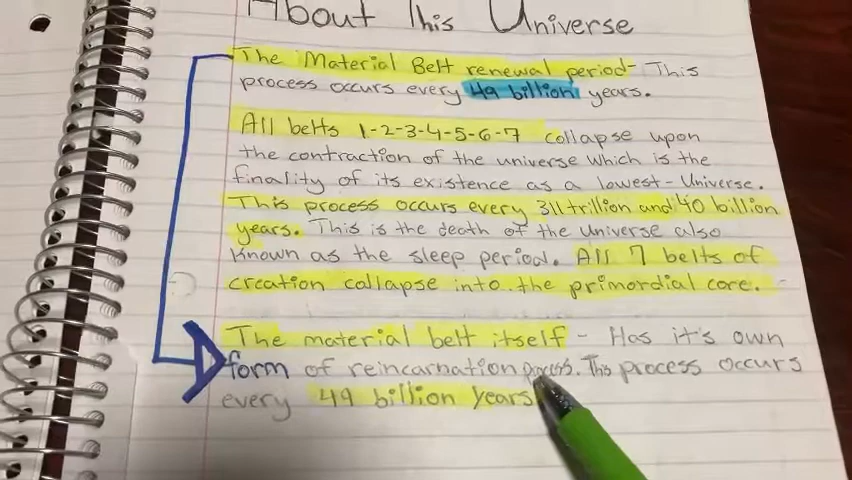 About This Universe
The Material Belt renewal period- This
process occurs every 49 billion years.
All belts 1-2-3-4-5-6-7 collapse upon
the contraction of the universe which is the
finality of its existence as a lowest-Universe.
This process occurs every 311 trillion and 40 billion
years. This is the death of the universe also
known as the sleep period. All 7 belts of
creation collapse into the primordial core.
The material belt itself - Has it's own
form of reincarnation process. This process occurs
every 49 billion years